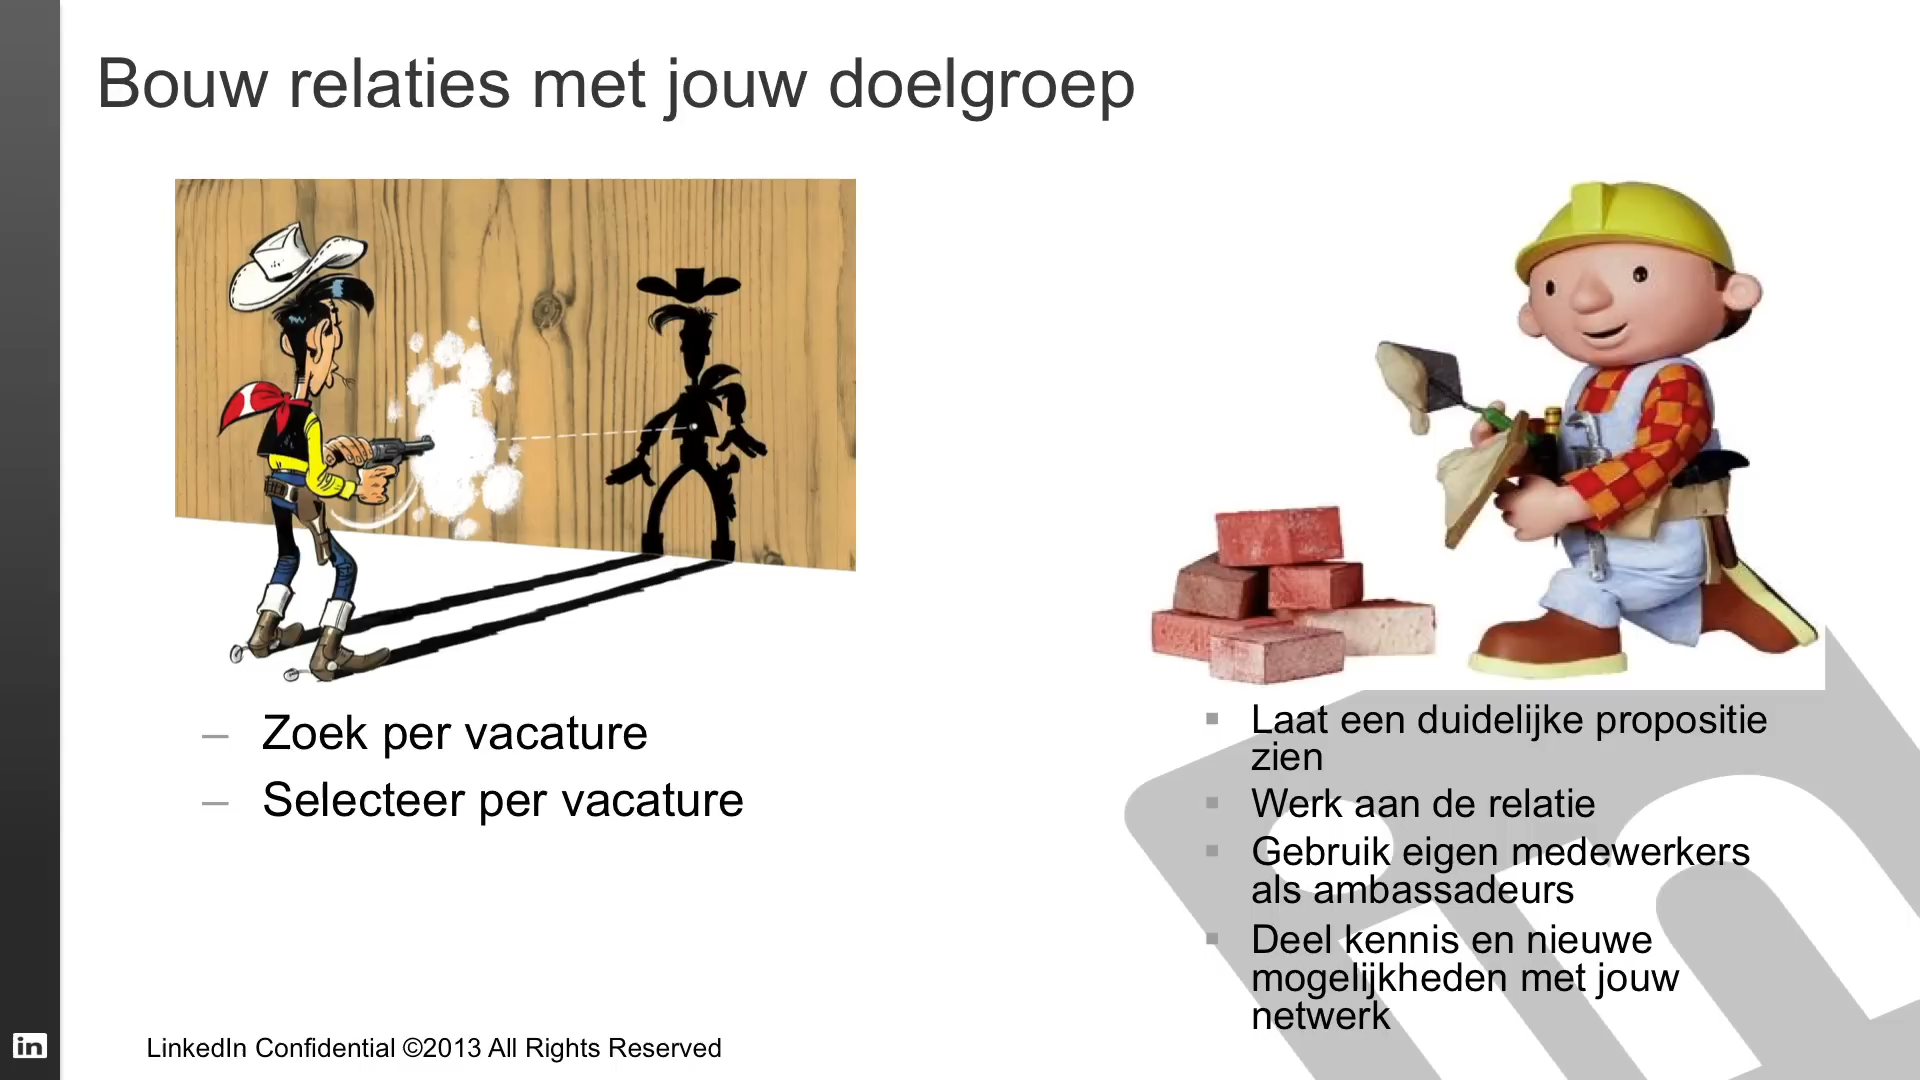 Bouw relaties met jouw doelgroep
– Zoek per vacature
– Selecteer per vacature
▪ Laat een duidelijke propositie
zien
▪ Werk aan de relatie
▪ Gebruik eigen medewerkers
als ambassadeurs
▪ Deel kennis en nieuwe
mogelijkheden met jouw
netwerk
in
LinkedIn Confidential ©2013 All Rights Reserved